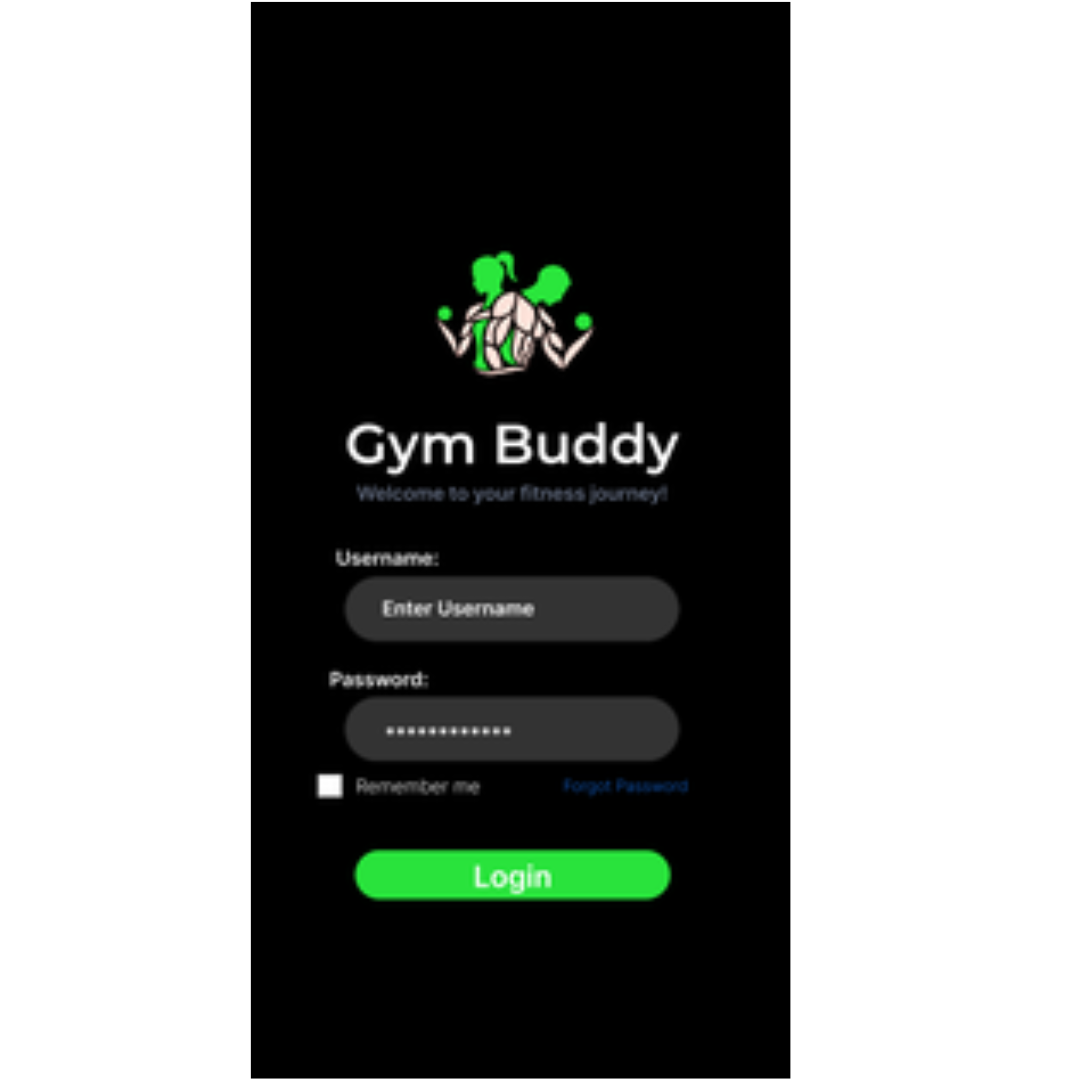 Gym Buddy
Welcome to your fitness journey!
Username:
Enter Username
Password:
••••••••••••
Remember me Forgot Password
Login